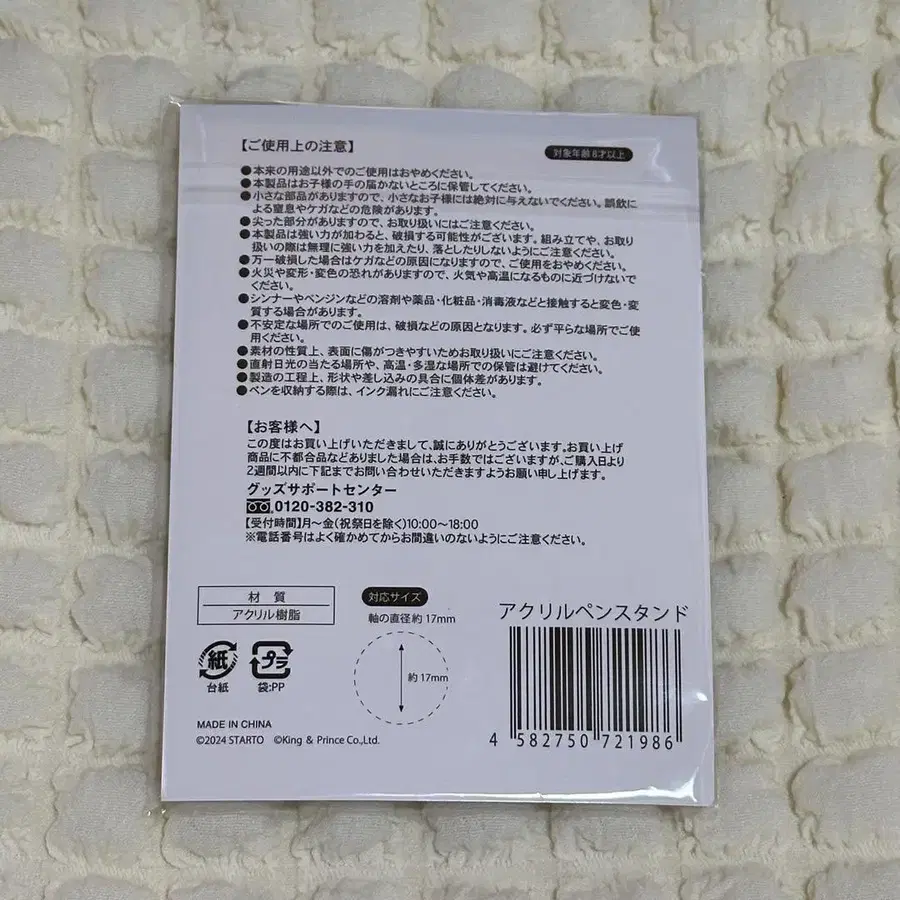 【ご使用上の注意】
対象年齢6才以上
●本来の用途以外でのご使用はおやめください。
●本製品はお子様の手の届かないところに保管してください。
●小さな部品がありますので、小さなお子様には絶対に与えないでください。誤飲に
よる窒息やケガなどの危険があります。
●尖った部分がありますので、お取り扱いにはご注意ください。
●本製品は強い力が加わると、破損する可能性がございます。組み立てや、お取り
扱いの際は無理に強い力を加えたり、落としたりしないようにご注意ください。
●万一破損した場合はケガなどの原因になりますので、ご使用をおやめください。
●火災や変形・変色の恐れがありますので、火気や高温になるものに近づけないで
ください。
●シンナーやベンジンなどの溶剤や薬品・化粧品・消毒液などと接触すると変色・変
質する場合があります。
●不安定な場所でのご使用は、破損などの原因となります。必ず平らな場所でご使
用ください。
●素材の性質上、表面に傷がつきやすいためお取り扱いにご注意ください。
●直射日光の当たる場所や、高温・多湿な場所での保管は避けてください。
●製造の工程上、形状や差し込みの具合に個体差があります。
●ペンを収納する際は、インク漏れにご注意ください。
【お客様へ】
この度はお買い上げいただきまして、誠にありがとうございます。お買い上げ
商品に不都合品などありました場合は、お手数ではございますが、ご購入日より
2週間以内に下記までお問い合わせいただきますようお願い申し上げます。
グッズサポートセンター
0120-382-310
【受付時間】月～金(祝祭日を除く)10:00～18:00
※電話番号はよく確かめてからお間違いのないようにご注意ください。
材 質
アクリル樹脂
対応サイズ
軸の直径約17mm
約17mm
アクリルペンスタンド
紙
台紙
プラ
袋:PP
4 582750 721986
MADE IN CHINA
©2024 STARTO ©King & Prince Co.,Ltd.